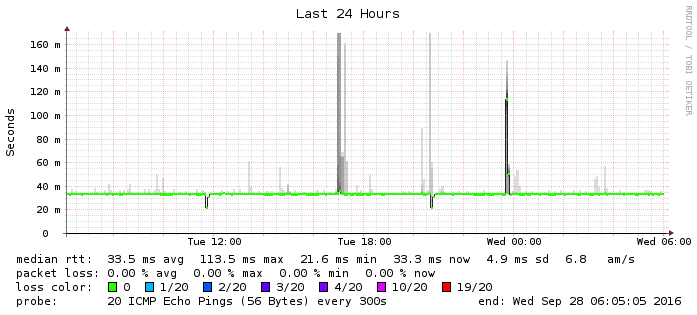 Last 24 Hours
RRDTOOL / TOBI OETIKER
Seconds
160 m
140 m
120 m
100 m
80 m
60 m
40 m
20 m
0
Tue 12:00 Tue 18:00 Wed 00:00 Wed 06:00
median rtt: 33.5 ms avg 113.5 ms max 21.6 ms min 33.3 ms now 4.9 ms sd 6.8 am/s
packet loss: 0.00 % avg 0.00 % max 0.00 % min 0.00 % now
loss color: 0 1/20 2/20 3/20 4/20 10/20 19/20
probe: 20 ICMP Echo Pings (56 Bytes) every 300s end: Wed Sep 28 06:05:05 2016